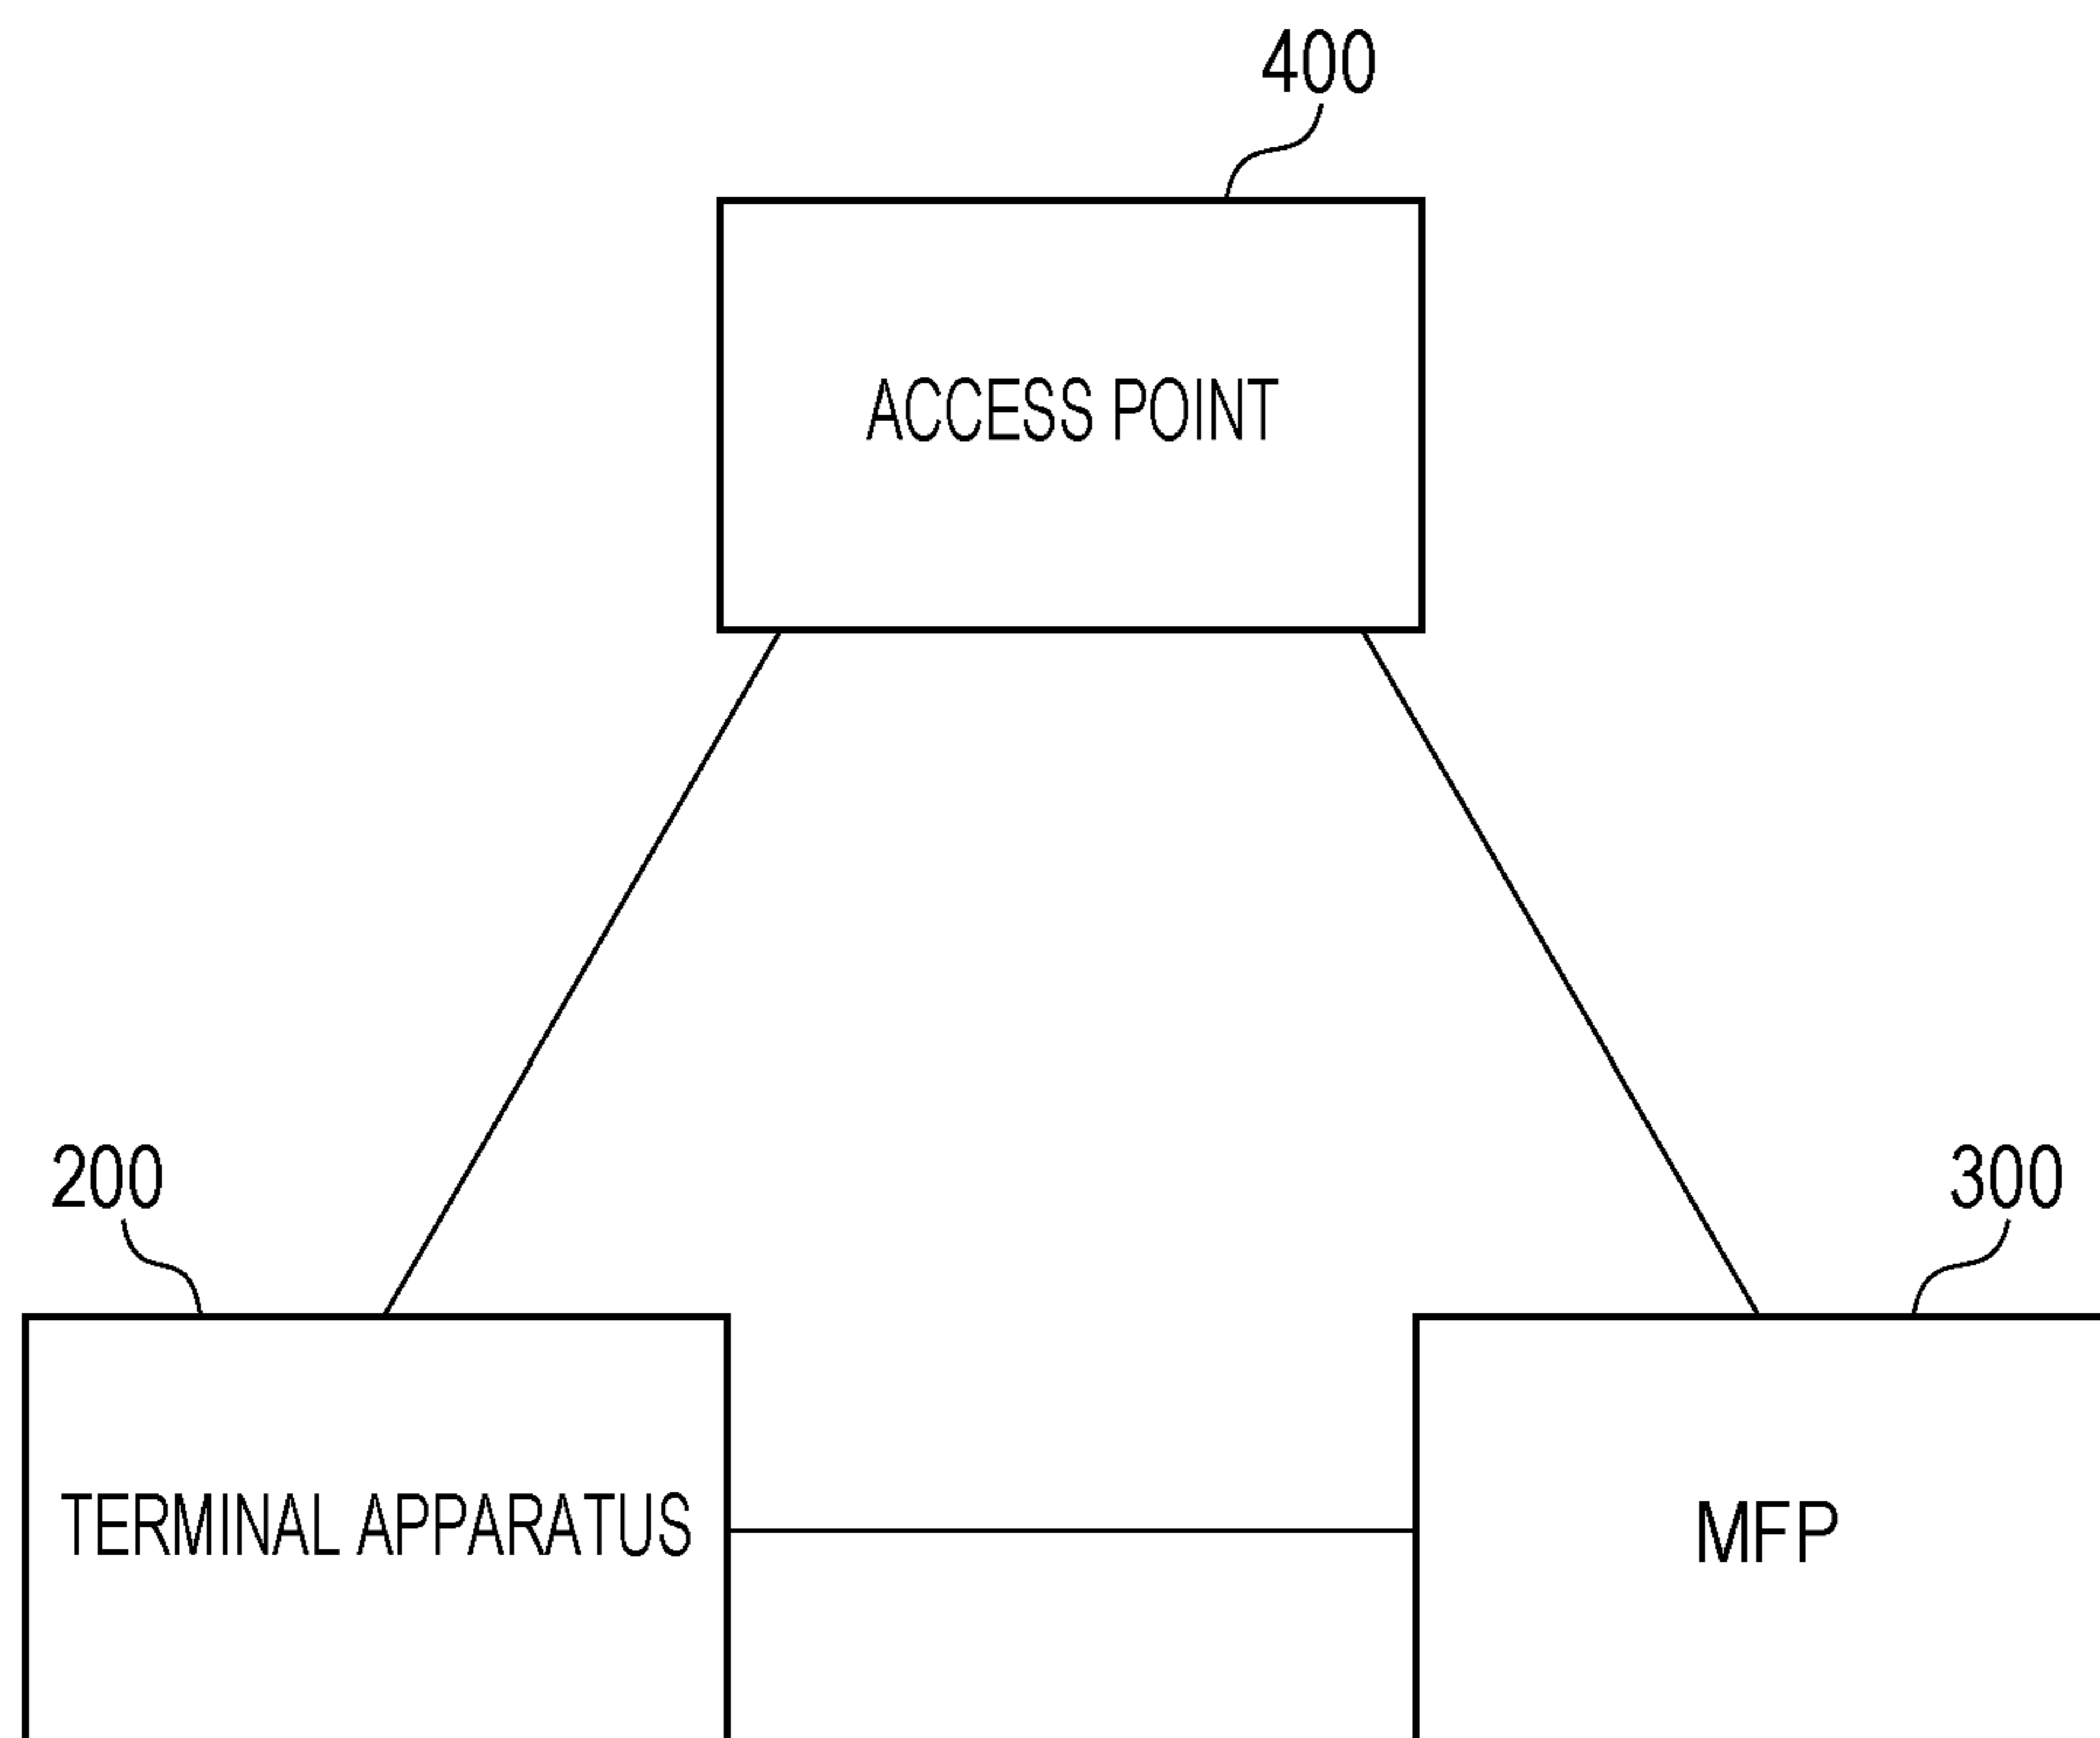 400
ACCESS POINT
200
300
TERMINAL APPARATUS
MFP